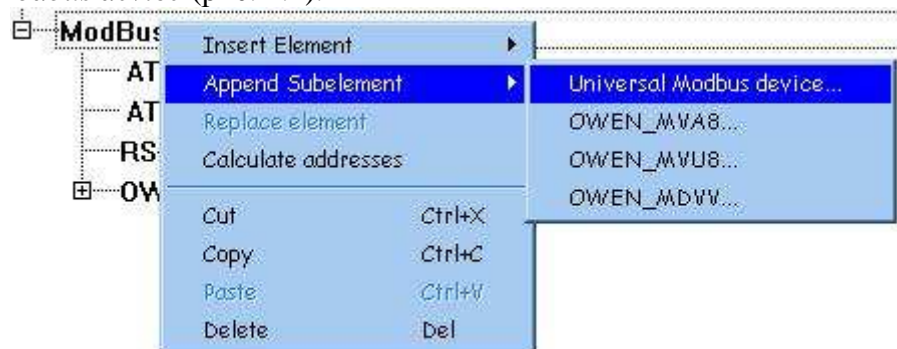 ModBus
AT
AT
RS
OW
Insert Element
Append Subelement
Replace element
Calculate addresses
Cut Ctrl+X
Copy Ctrl+C
Paste Ctrl+V
Delete Del
Universal Modbus device...
OWEN_MVA8...
OWEN_MVU8...
OWEN_MDVV...